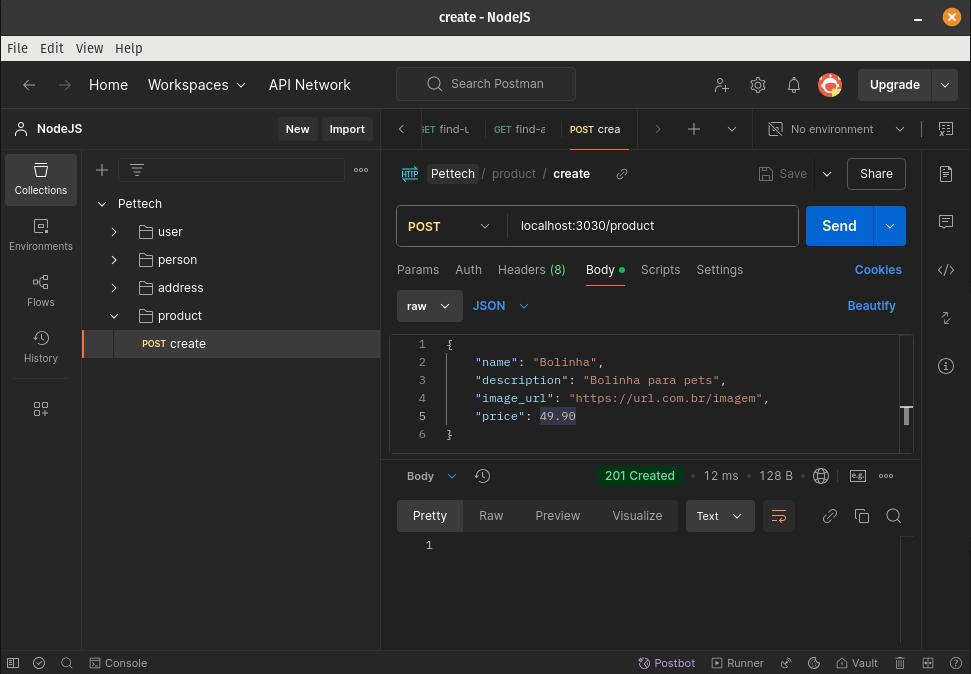 create - NodeJS
File Edit View Help
Home Workspaces API Network Search Postman Upgrade
NodeJS New Import
GET find-u GET find-a POST crea No environment
Collections
Environments
Flows
History
Pettech
user
person
address
product
POST create
HTTP Pettech / product / create Save Share
POST localhost:3030/product Send
Params Auth Headers (8) Body Scripts Settings Cookies
raw JSON Beautify
1 {
2 "name": "Bolinha",
3 "description": "Bolinha para pets",
4 "image_url": "https://url.com.br/imagem",
5 "price": 49.90
6 }
Body 201 Created • 12 ms • 128 B • e.g.
Pretty Raw Preview Visualize Text
1
Console Postbot Runner Vault